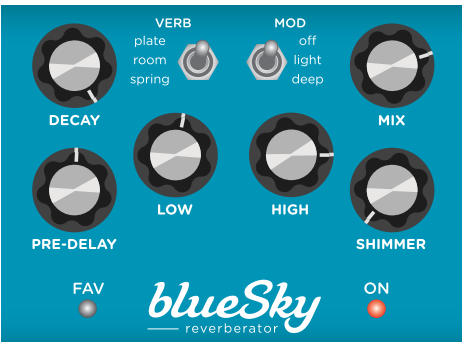 VERB
plate
room
spring
MOD
off
light
deep
DECAY
MIX
LOW
HIGH
PRE-DELAY
SHIMMER
FAV
blueSky
reverberator
ON